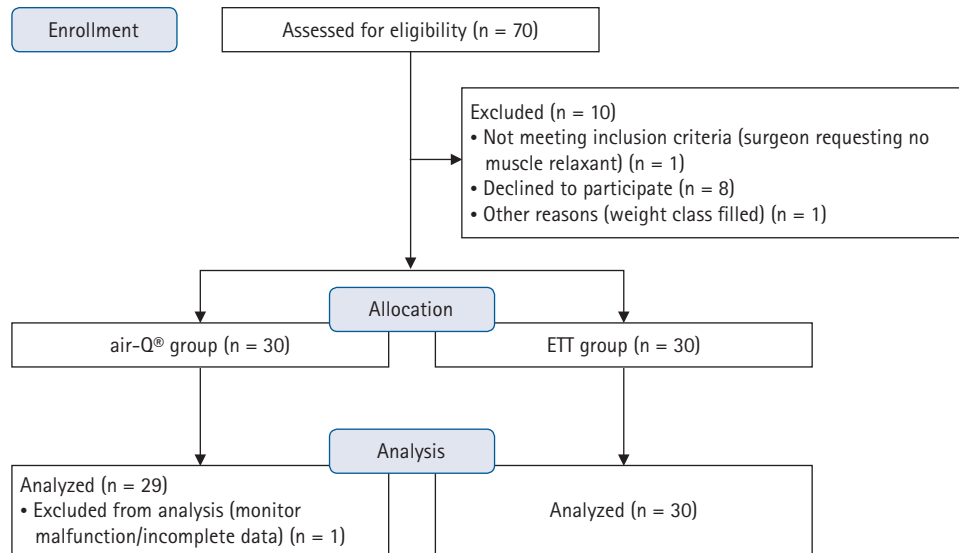 Enrollment
Assessed for eligibility (n = 70)
Excluded (n = 10)
• Not meeting inclusion criteria (surgeon requesting no
muscle relaxant) (n = 1)
• Declined to participate (n = 8)
• Other reasons (weight class filled) (n = 1)
Allocation
air-Q® group (n = 30)
ETT group (n = 30)
Analysis
Analyzed (n = 29)
• Excluded from analysis (monitor
malfunction/incomplete data) (n = 1)
Analyzed (n = 30)